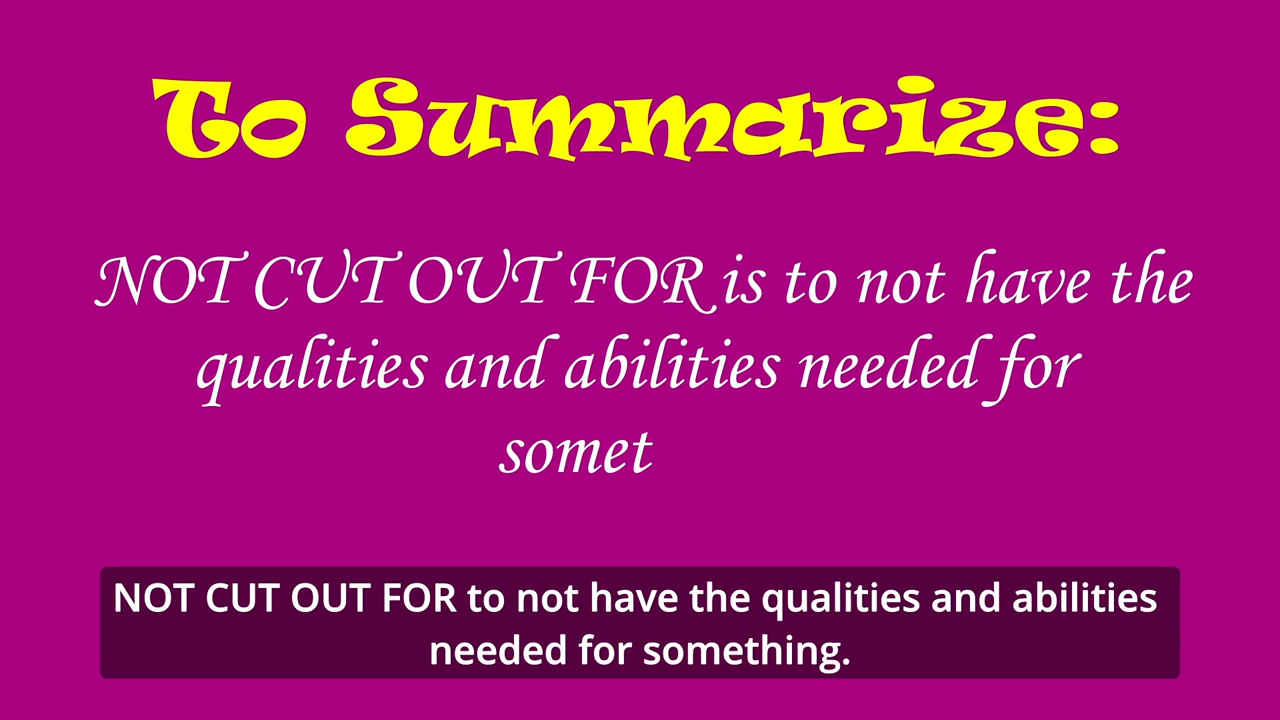 To Summarize:
NOT CUT OUT FOR is to not have the
qualities and abilities needed for
somet
NOT CUT OUT FOR to not have the qualities and abilities
needed for something.